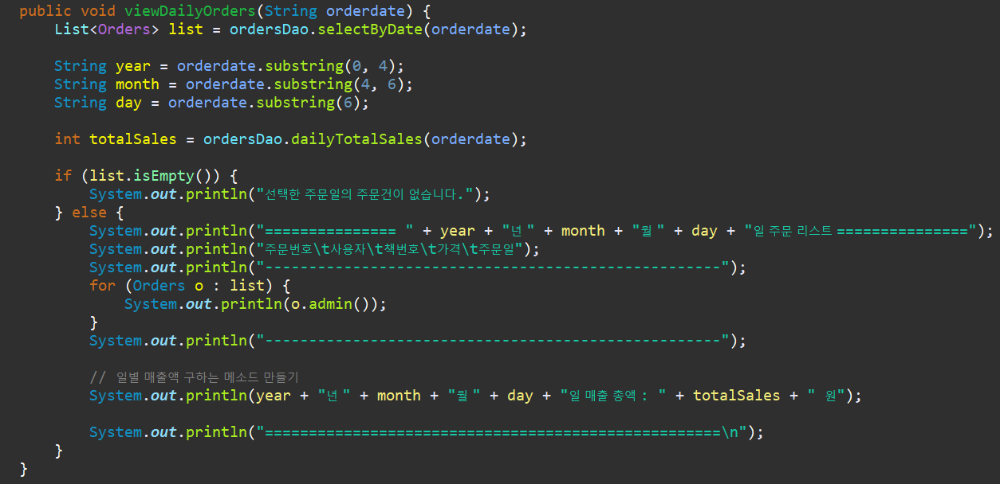 public void viewDailyOrders(String orderdate) {
    List<Orders> list = ordersDao.selectByDate(orderdate);

    String year = orderdate.substring(0, 4);
    String month = orderdate.substring(4, 6);
    String day = orderdate.substring(6);

    int totalSales = ordersDao.dailyTotalSales(orderdate);

    if (list.isEmpty()) {
        System.out.println("선택한 주문일의 주문건이 없습니다.");
    } else {
        System.out.println("=============== " + year + "년 " + month + "월 " + day + "일 주문 리스트 ===============");
        System.out.println("주문번호\t사용자\t책번호\t가격\t주문일");
        System.out.println("----------------------------------------------------");
        for (Orders o : list) {
            System.out.println(o.admin());
        }
        System.out.println("----------------------------------------------------");

        // 일별 매출액 구하는 메소드 만들기
        System.out.println(year + "년 " + month + "월 " + day + "일 매출 총액 : " + totalSales + " 원");

        System.out.println("====================================================\n");
    }
}